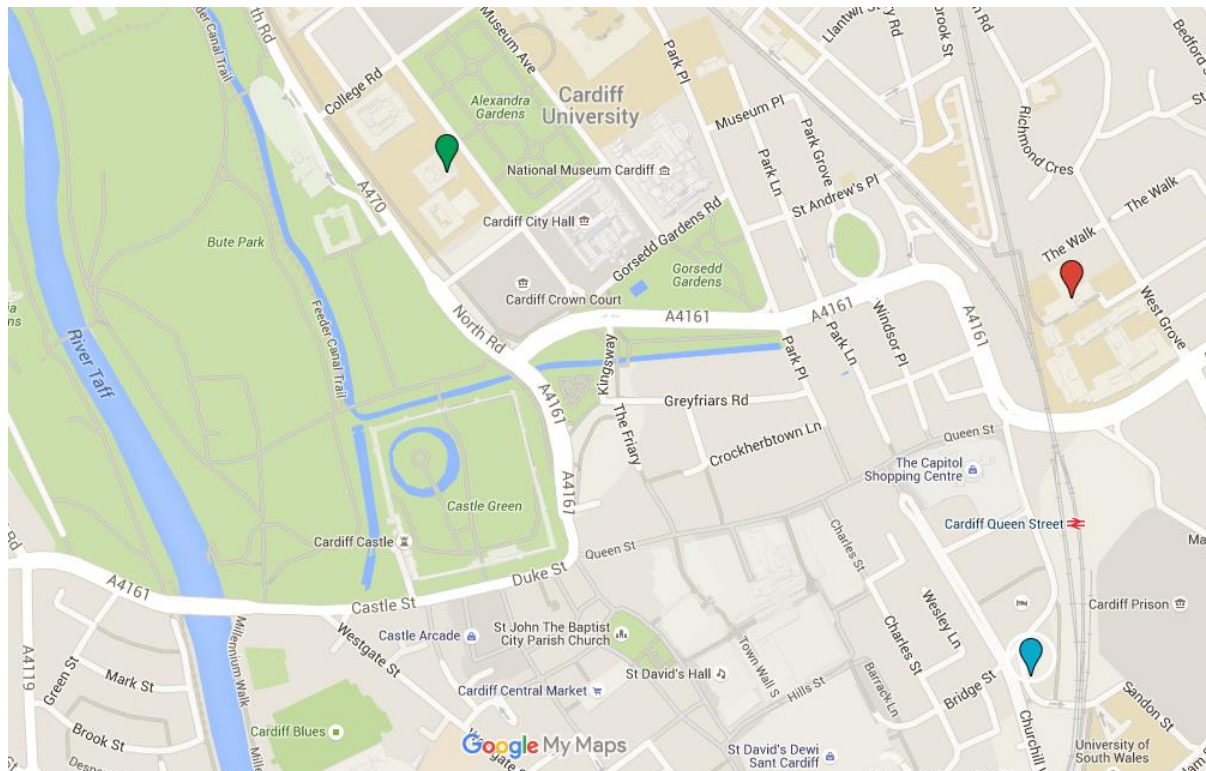 North Rd
Feeder Canal Trail
College Rd
Museum Ave
Park Pl
Alexandra
Gardens
Cardiff
University
Museum Pl
Park Grove
Park Ln
Richmond Cres
National Museum Cardiff
St Andrew's Pl
The Walk
A470
Cardiff City Hall
Gorsedd Gardens Rd
The Walk
Bute Park
Gorsedd
Gardens
Cardiff Crown Court
A4161
A4161
A4161
West Grove
North Rd
Feeder Canal Trail
River Taff
Kingsway
Park Pl
Park Ln
Windsor Pl
A4161
Greyfriars Rd
The Friary
Crockherbtown Ln
Queen St
The Capitol
Shopping Centre
A4161
Castle Green
Cardiff Queen Street
Cardiff Castle
Queen St
Charles St
Duke St
A4161
Castle St
Wesley Ln
Cardiff Prison
St John The Baptist
City Parish Church
Castle Arcade
Westgate St
Millennium Walk
Charles St
A4119
Green St
Mark St
St David's Hall
Town Wall S
Hills St
Barrack Ln
Bridge St
Sandon St
Cardiff Central Market
Cardiff Blues
Brook St
Google My Maps
St David's Dewi
Sant Cardiff
Churchill
University of
South Wales